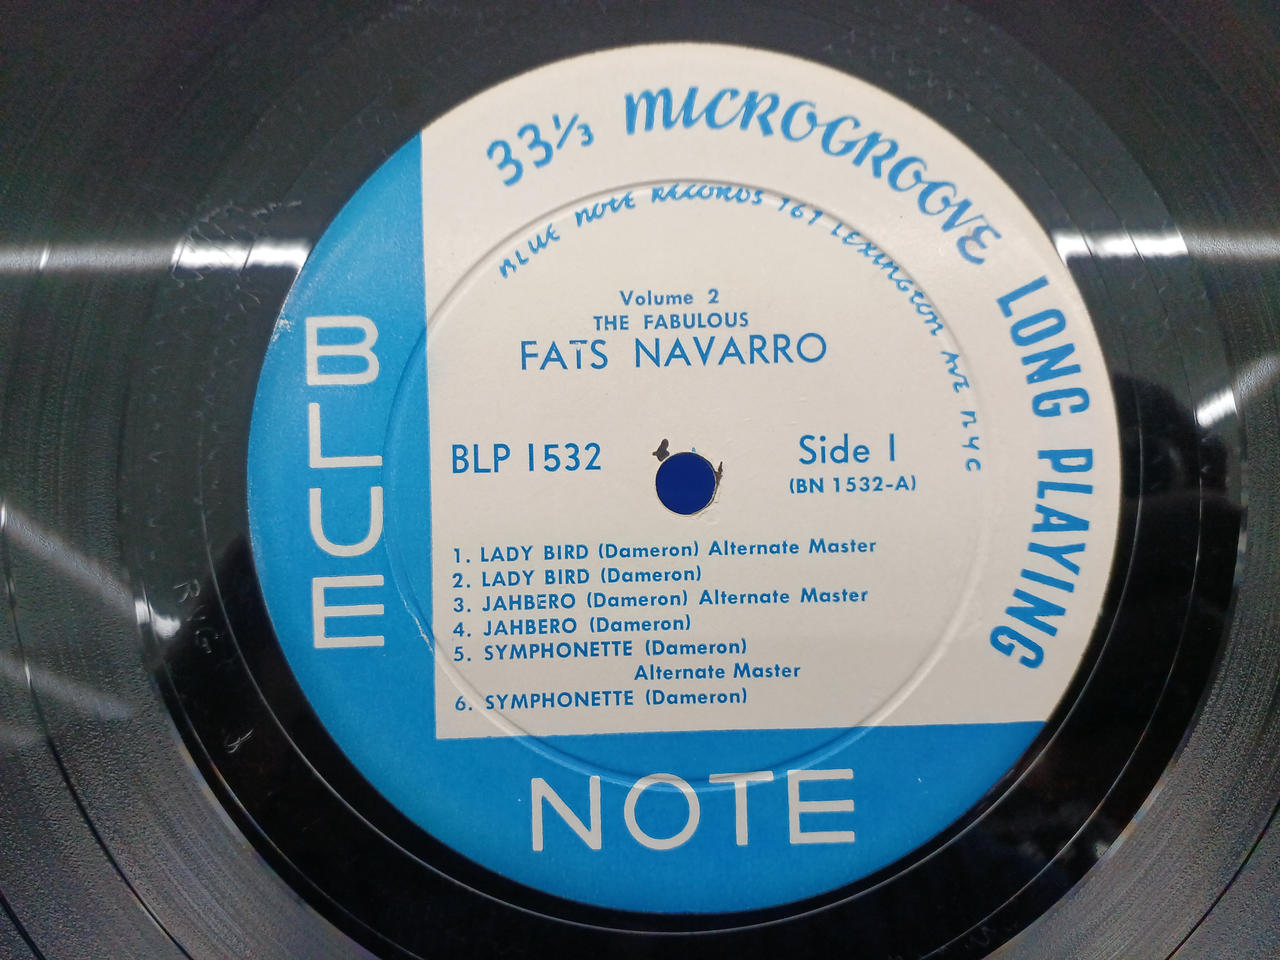 33⅓ MICROGROOVE LONG PLAYING
BLUE NOTE RECORDS 767 LEXINGTON AVE NYC
Volume 2
THE FABULOUS
FATS NAVARRO
BLP 1532
Side 1
(BN 1532-A)
1. LADY BIRD (Dameron) Alternate Master
2. LADY BIRD (Dameron)
3. JAHBERO (Dameron) Alternate Master
4. JAHBERO (Dameron)
5. SYMPHONETTE (Dameron)
Alternate Master
6. SYMPHONETTE (Dameron)
BLUE
NOTE